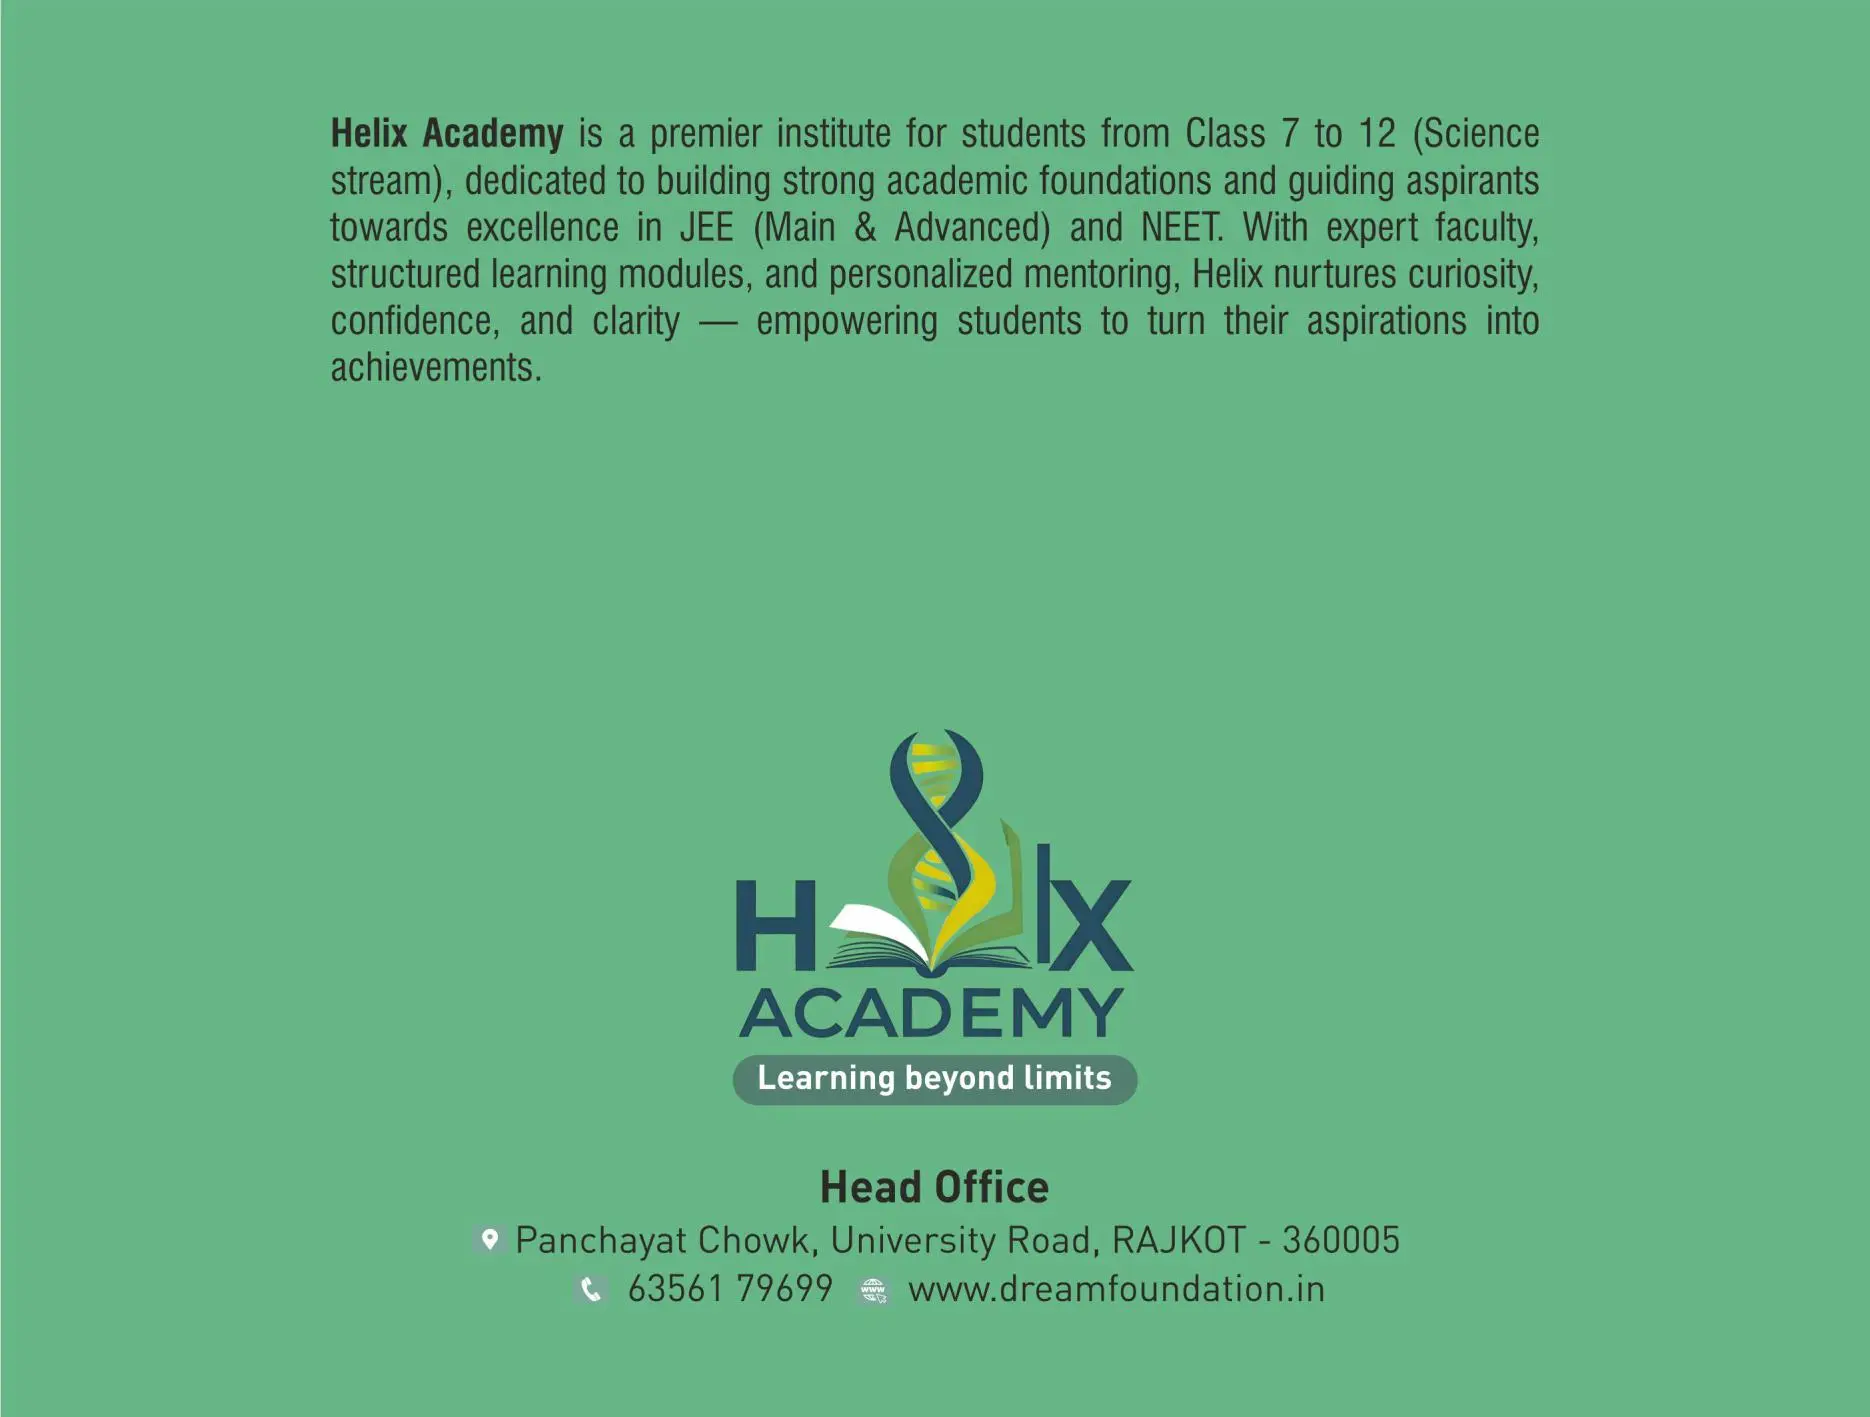 Helix Academy is a premier institute for students from Class 7 to 12 (Science
stream), dedicated to building strong academic foundations and guiding aspirants
towards excellence in JEE (Main & Advanced) and NEET. With expert faculty,
structured learning modules, and personalized mentoring, Helix nurtures curiosity,
confidence, and clarity — empowering students to turn their aspirations into
achievements.
HELIX
ACADEMY
Learning beyond limits
Head Office
Panchayat Chowk, University Road, RAJKOT - 360005
63561 79699 www www.dreamfoundation.in